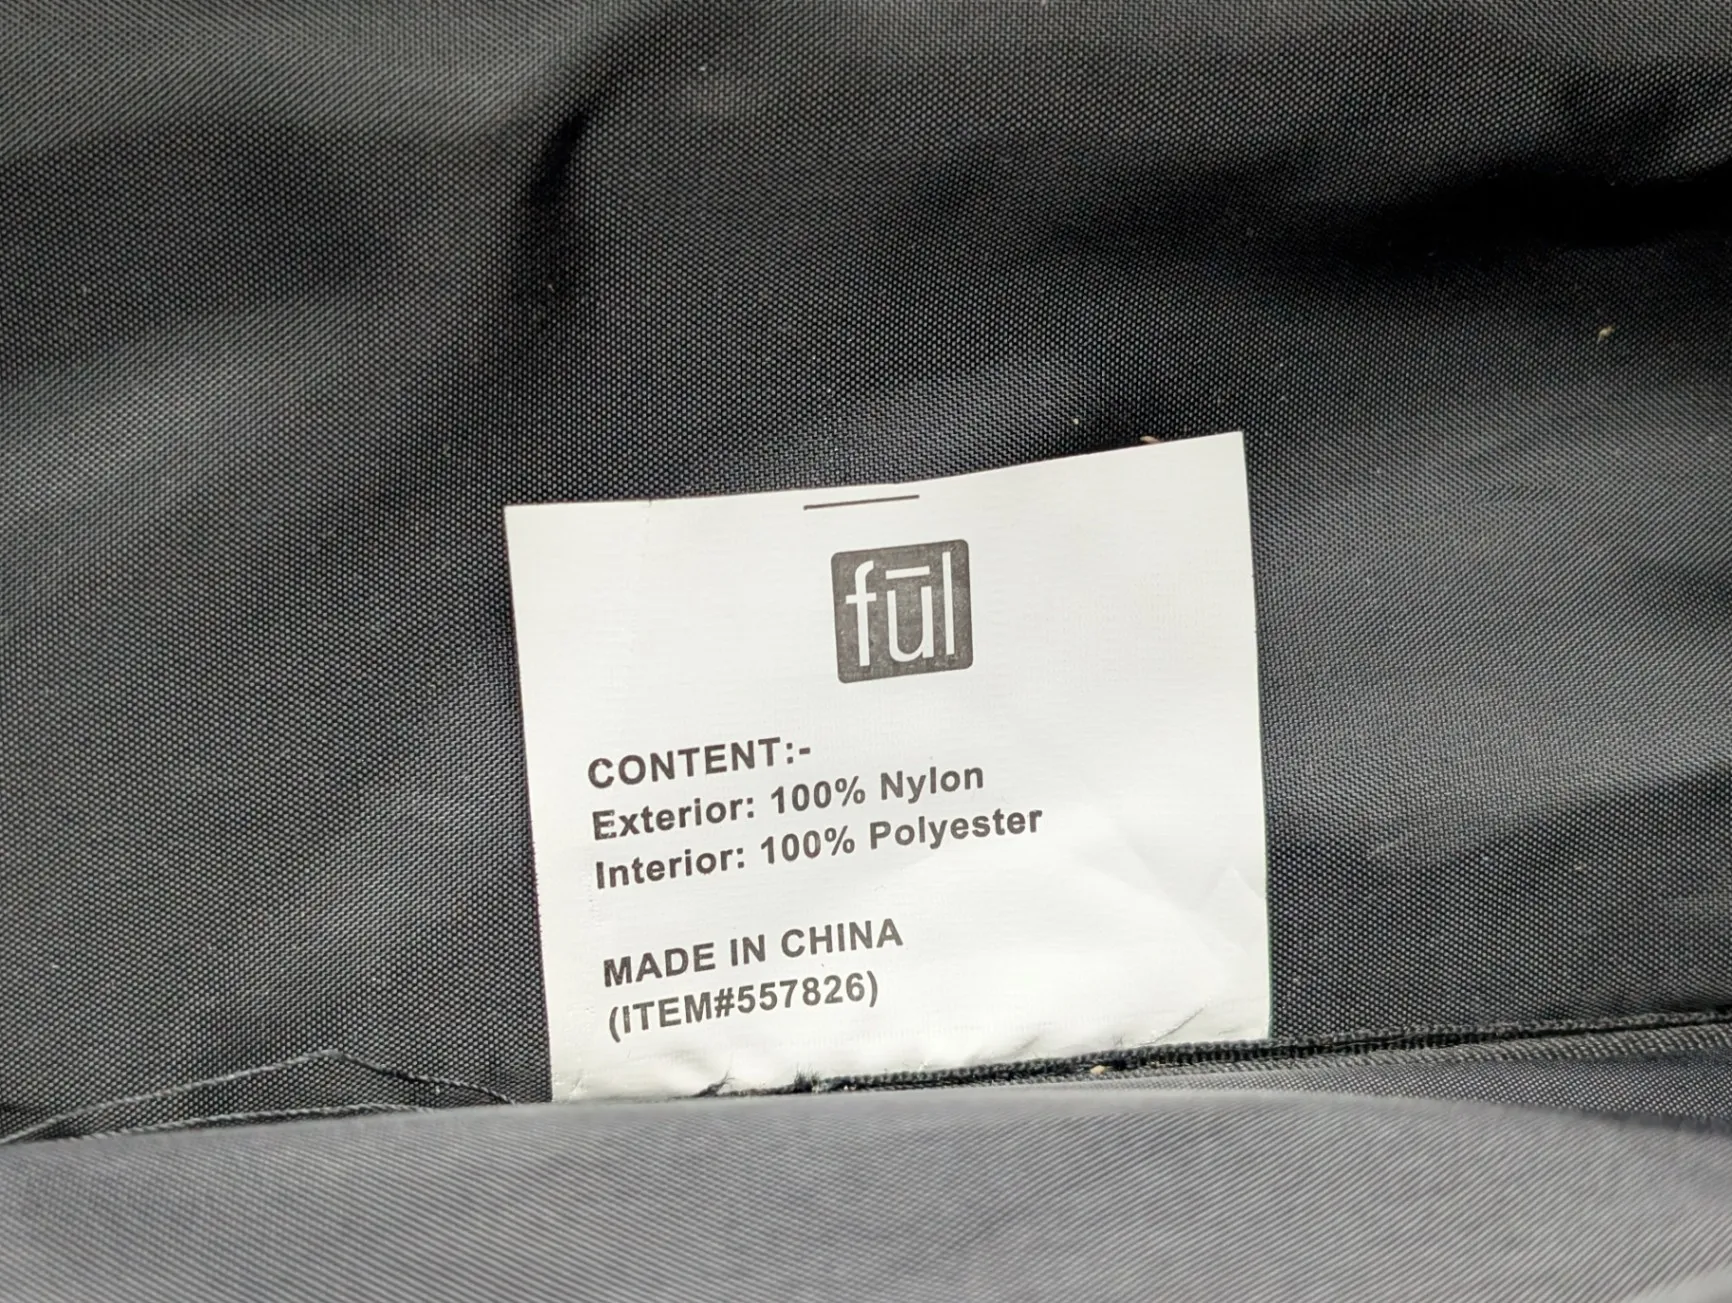 fūl
CONTENT:-
Exterior: 100% Nylon
Interior: 100% Polyester
MADE IN CHINA
(ITEM#557826)